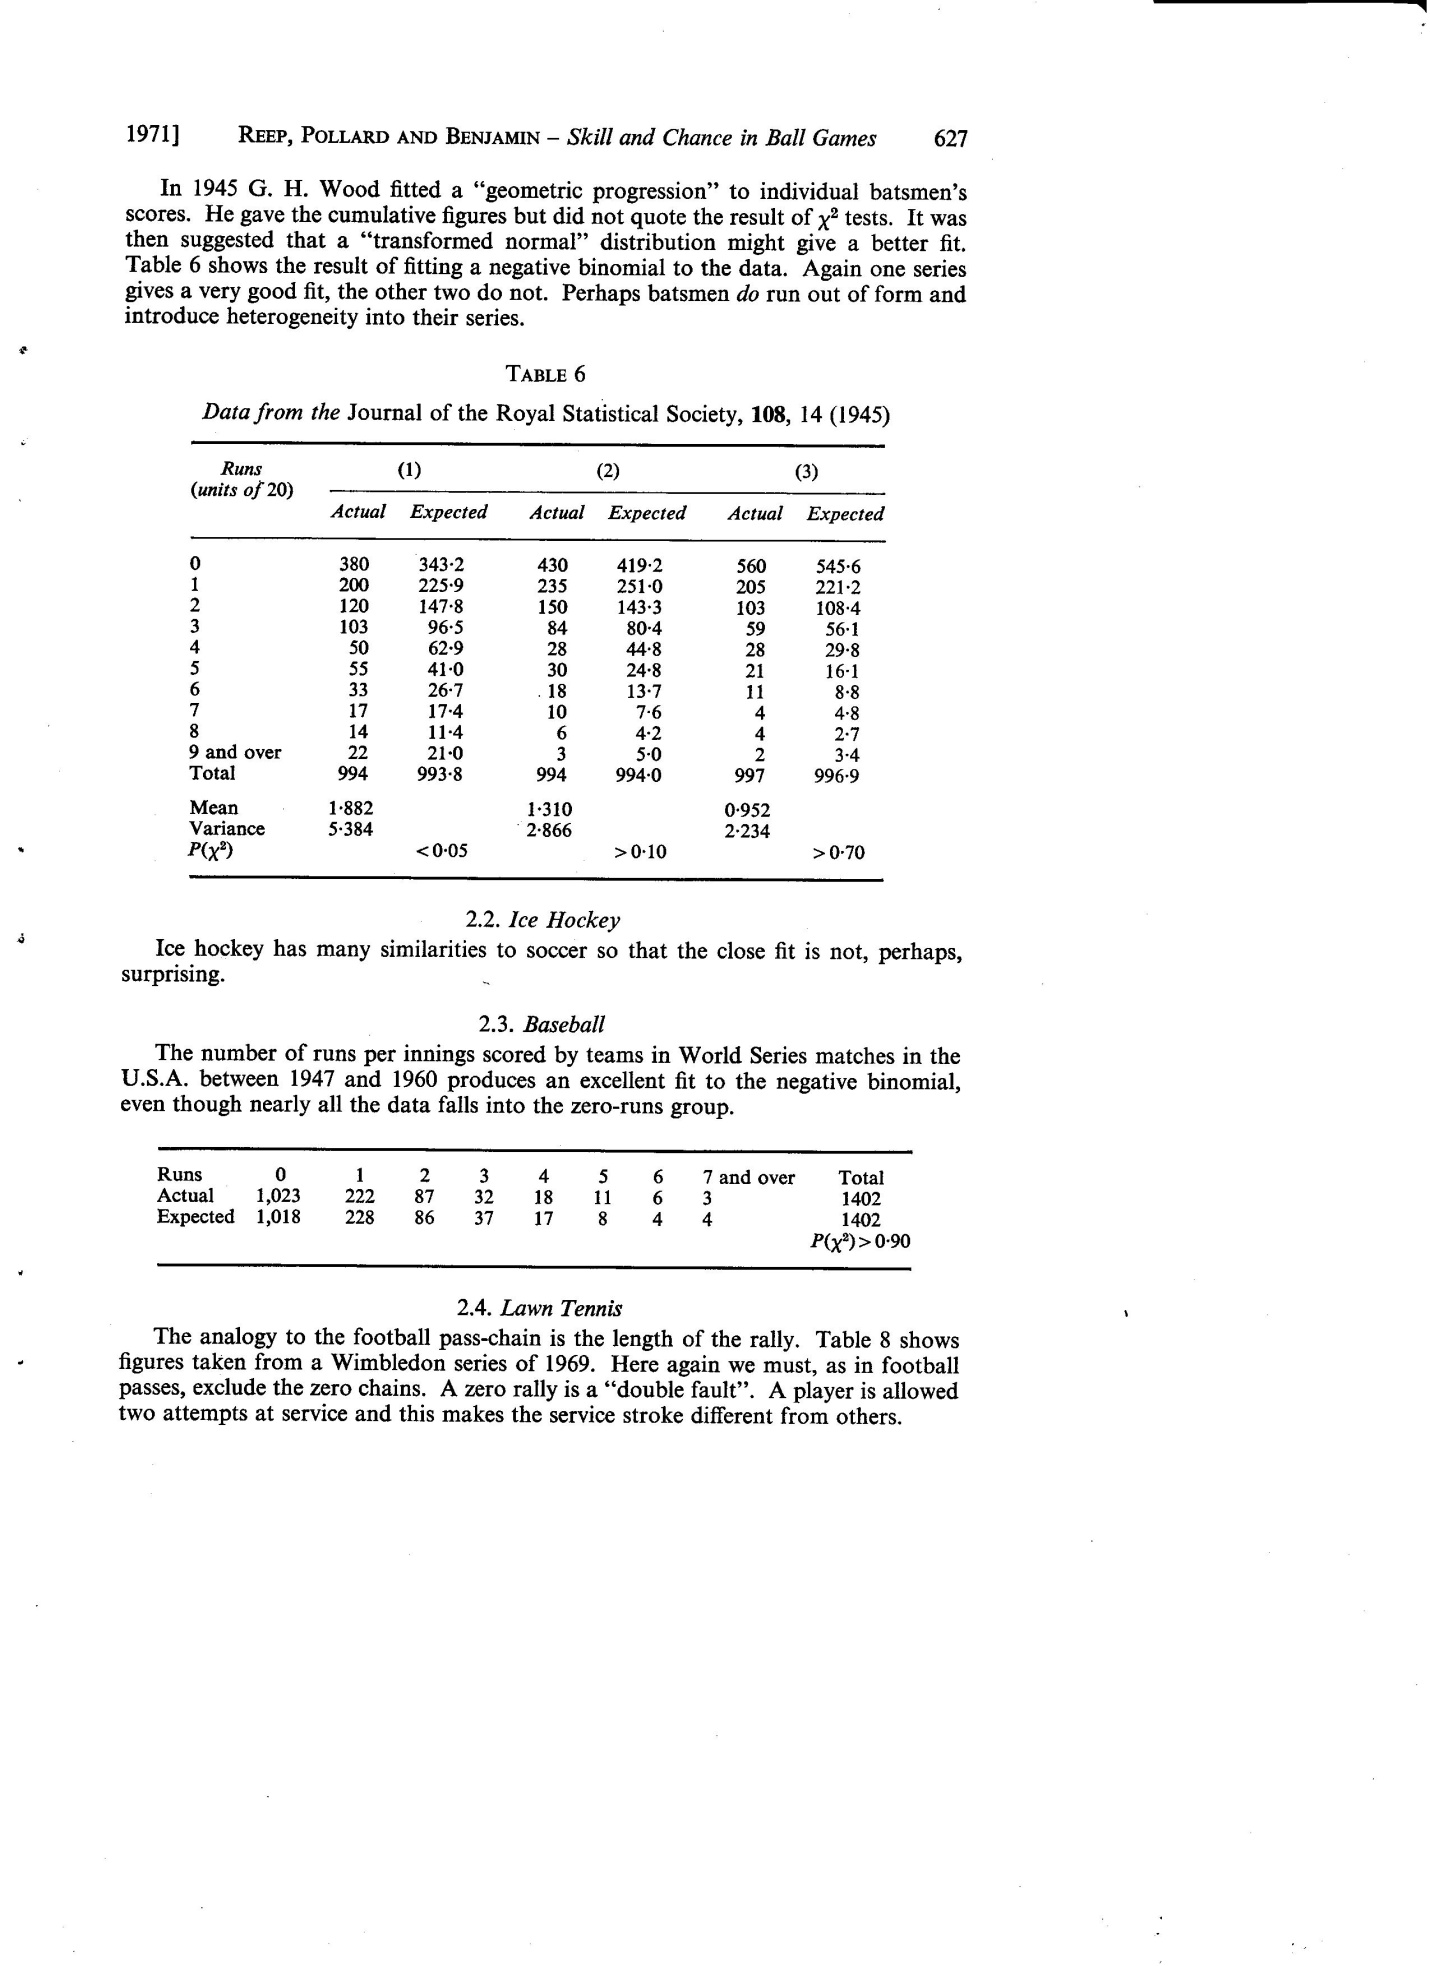 1971] REEP, POLLARD AND BENJAMIN – Skill and Chance in Ball Games 627
In 1945 G. H. Wood fitted a “geometric progression” to individual batsmen’s
scores. He gave the cumulative figures but did not quote the result of χ² tests. It was
then suggested that a “transformed normal” distribution might give a better fit.
Table 6 shows the result of fitting a negative binomial to the data. Again one series
gives a very good fit, the other two do not. Perhaps batsmen do run out of form and
introduce heterogeneity into their series.
TABLE 6
Data from the Journal of the Royal Statistical Society, 108, 14 (1945)
Runs (1) (2) (3)
(units of 20)
Actual Expected Actual Expected Actual Expected
0 380 343·2 430 419·2 560 545·6
1 200 225·9 235 251·0 205 221·2
2 120 147·8 150 143·3 103 108·4
3 103 96·5 84 80·4 59 56·1
4 50 62·9 28 44·8 28 29·8
5 55 41·0 30 24·8 21 16·1
6 33 26·7 18 13·7 11 8·8
7 17 17·4 10 7·6 4 4·8
8 14 11·4 6 4·2 4 2·7
9 and over 22 21·0 3 5·0 2 3·4
Total 994 993·8 994 994·0 997 996·9
Mean 1·882 1·310 0·952
Variance 5·384 2·866 2·234
P(χ²) <0·05 >0·10 >0·70
2.2. Ice Hockey
Ice hockey has many similarities to soccer so that the close fit is not, perhaps,
surprising.
2.3. Baseball
The number of runs per innings scored by teams in World Series matches in the
U.S.A. between 1947 and 1960 produces an excellent fit to the negative binomial,
even though nearly all the data falls into the zero-runs group.
Runs 0 1 2 3 4 5 6 7 and over Total
Actual 1,023 222 87 32 18 11 6 3 1402
Expected 1,018 228 86 37 17 8 4 4 1402
P(χ²)>0·90
2.4. Lawn Tennis
The analogy to the football pass-chain is the length of the rally. Table 8 shows
figures taken from a Wimbledon series of 1969. Here again we must, as in football
passes, exclude the zero chains. A zero rally is a “double fault”. A player is allowed
two attempts at service and this makes the service stroke different from others.